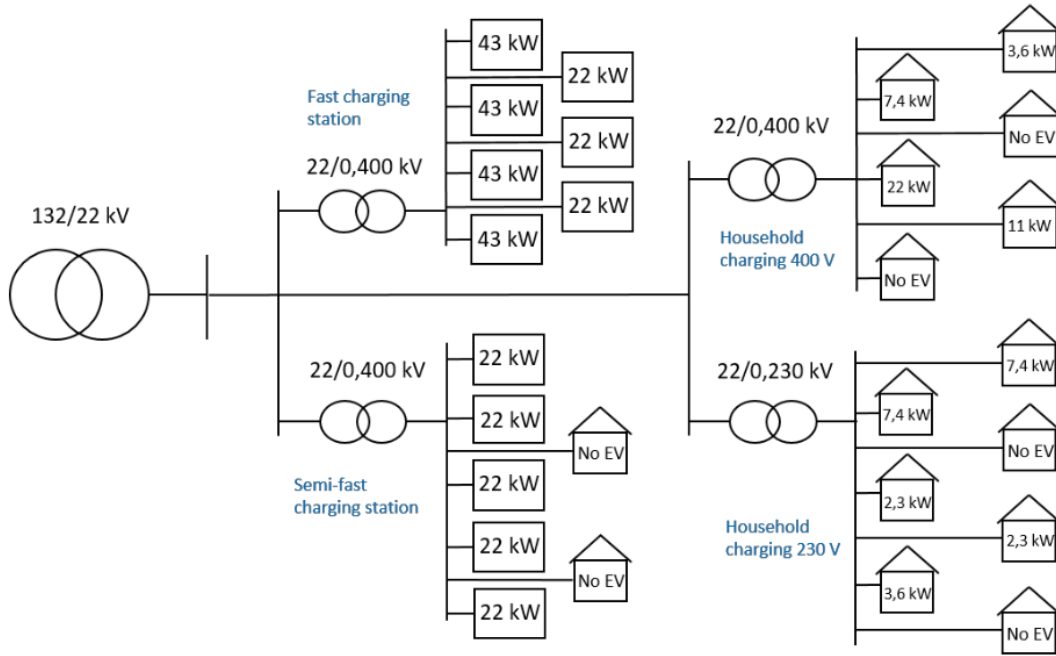 132/22 kV
Fast charging
station
22/0,400 kV
43 kW
22 kW
43 kW
22 kW
43 kW
22 kW
43 kW
22/0,400 kV
Semi-fast
charging station
22 kW
22 kW
No EV
22 kW
22 kW
No EV
22 kW
22/0,400 kV
Household
charging 400 V
3,6 kW
7,4 kW
No EV
22 kW
11 kW
No EV
22/0,230 kV
Household
charging 230 V
7,4 kW
7,4 kW
No EV
2,3 kW
2,3 kW
3,6 kW
No EV